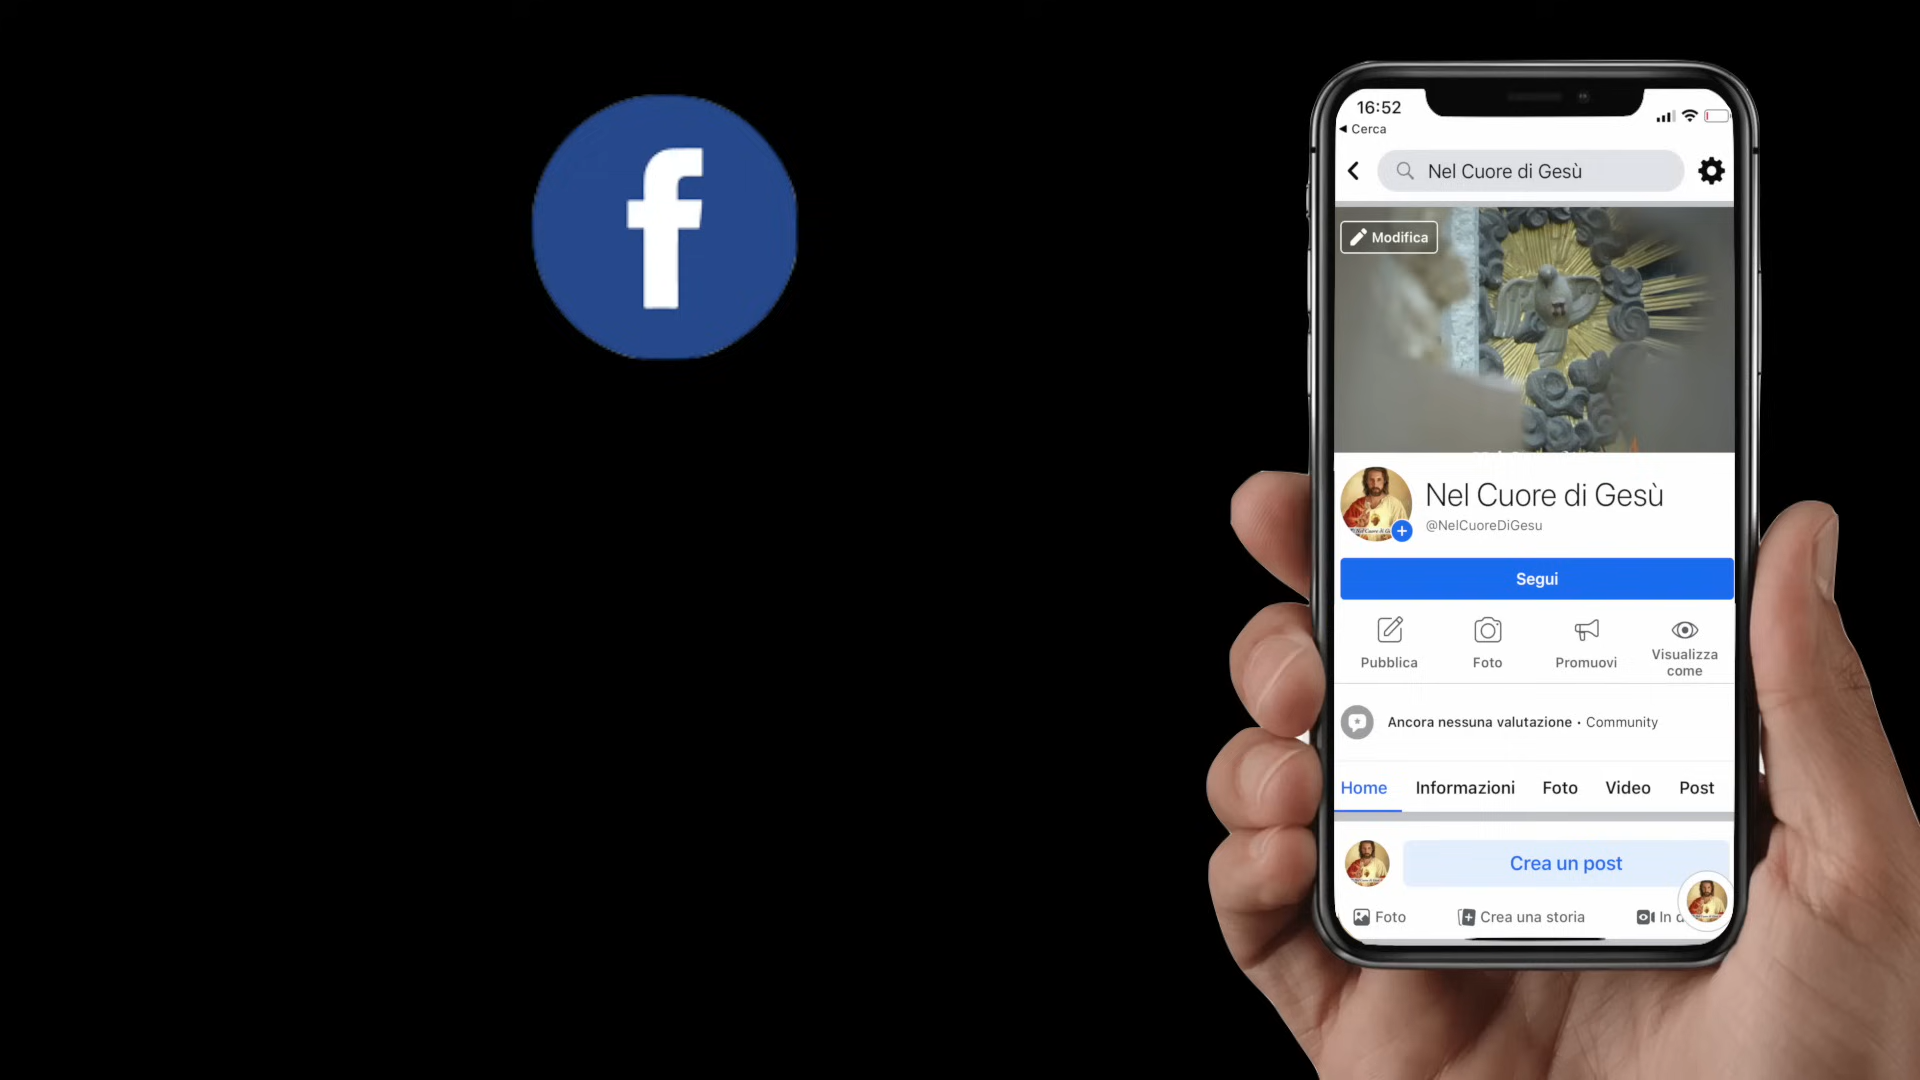 f
16:52
Cerca
Nel Cuore di Gesù
Modifica
Nel Cuore di Gesù
@NelCuoreDiGesu
Segui
Pubblica
Foto
Promuovi
Visualizza
come
Ancora nessuna valutazione • Community
Home
Informazioni
Foto
Video
Post
Crea un post
Foto
Crea una storia
In